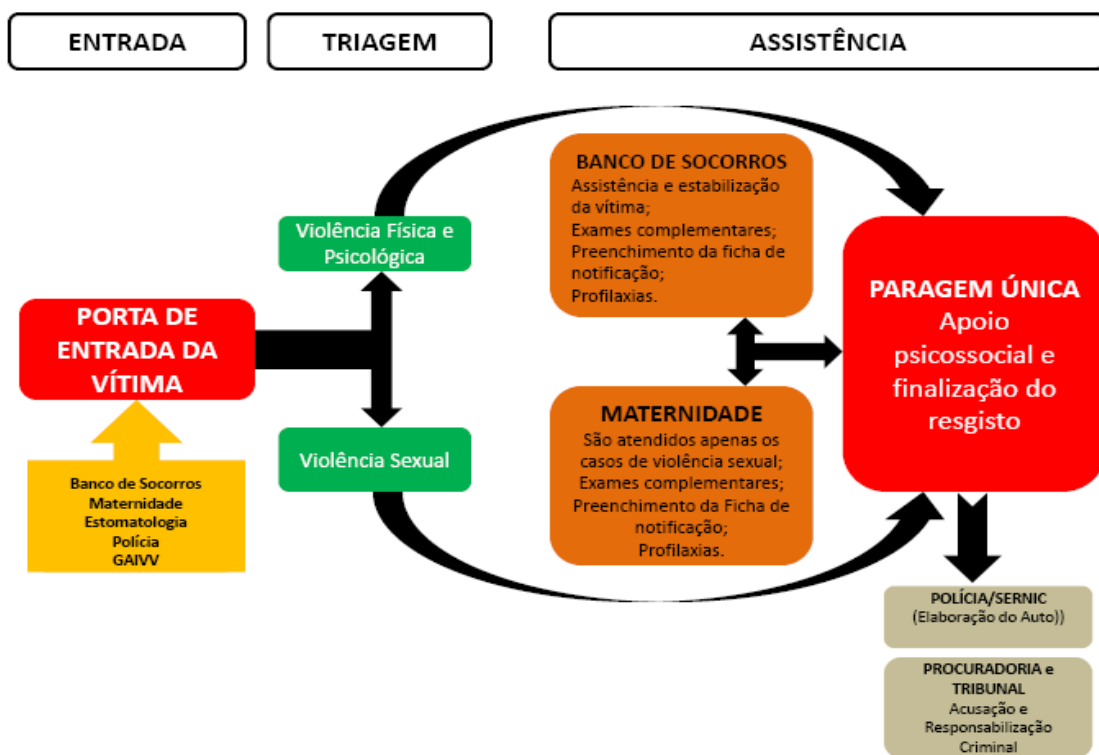 ENTRADA
TRIAGEM
ASSISTÊNCIA
PORTA DE
ENTRADA DA
VÍTIMA
Banco de Socorros
Maternidade
Estomatologia
Polícia
GAIVV
Violência Física e
Psicológica
Violência Sexual
BANCO DE SOCORROS
Assistência e estabilização
da vítima;
Exames complementares;
Preenchimento da ficha de
notificação;
Profilaxias.
MATERNIDADE
São atendidos apenas os
casos de violência sexual;
Exames complementares;
Preenchimento da Ficha de
notificação;
Profilaxias.
PARAGEM ÚNICA
Apoio
psicossocial e
finalização do
resgisto
POLÍCIA/SERNIC
(Elaboração do Auto))
PROCURADORIA e
TRIBUNAL
Acusação e
Responsabilização
Criminal